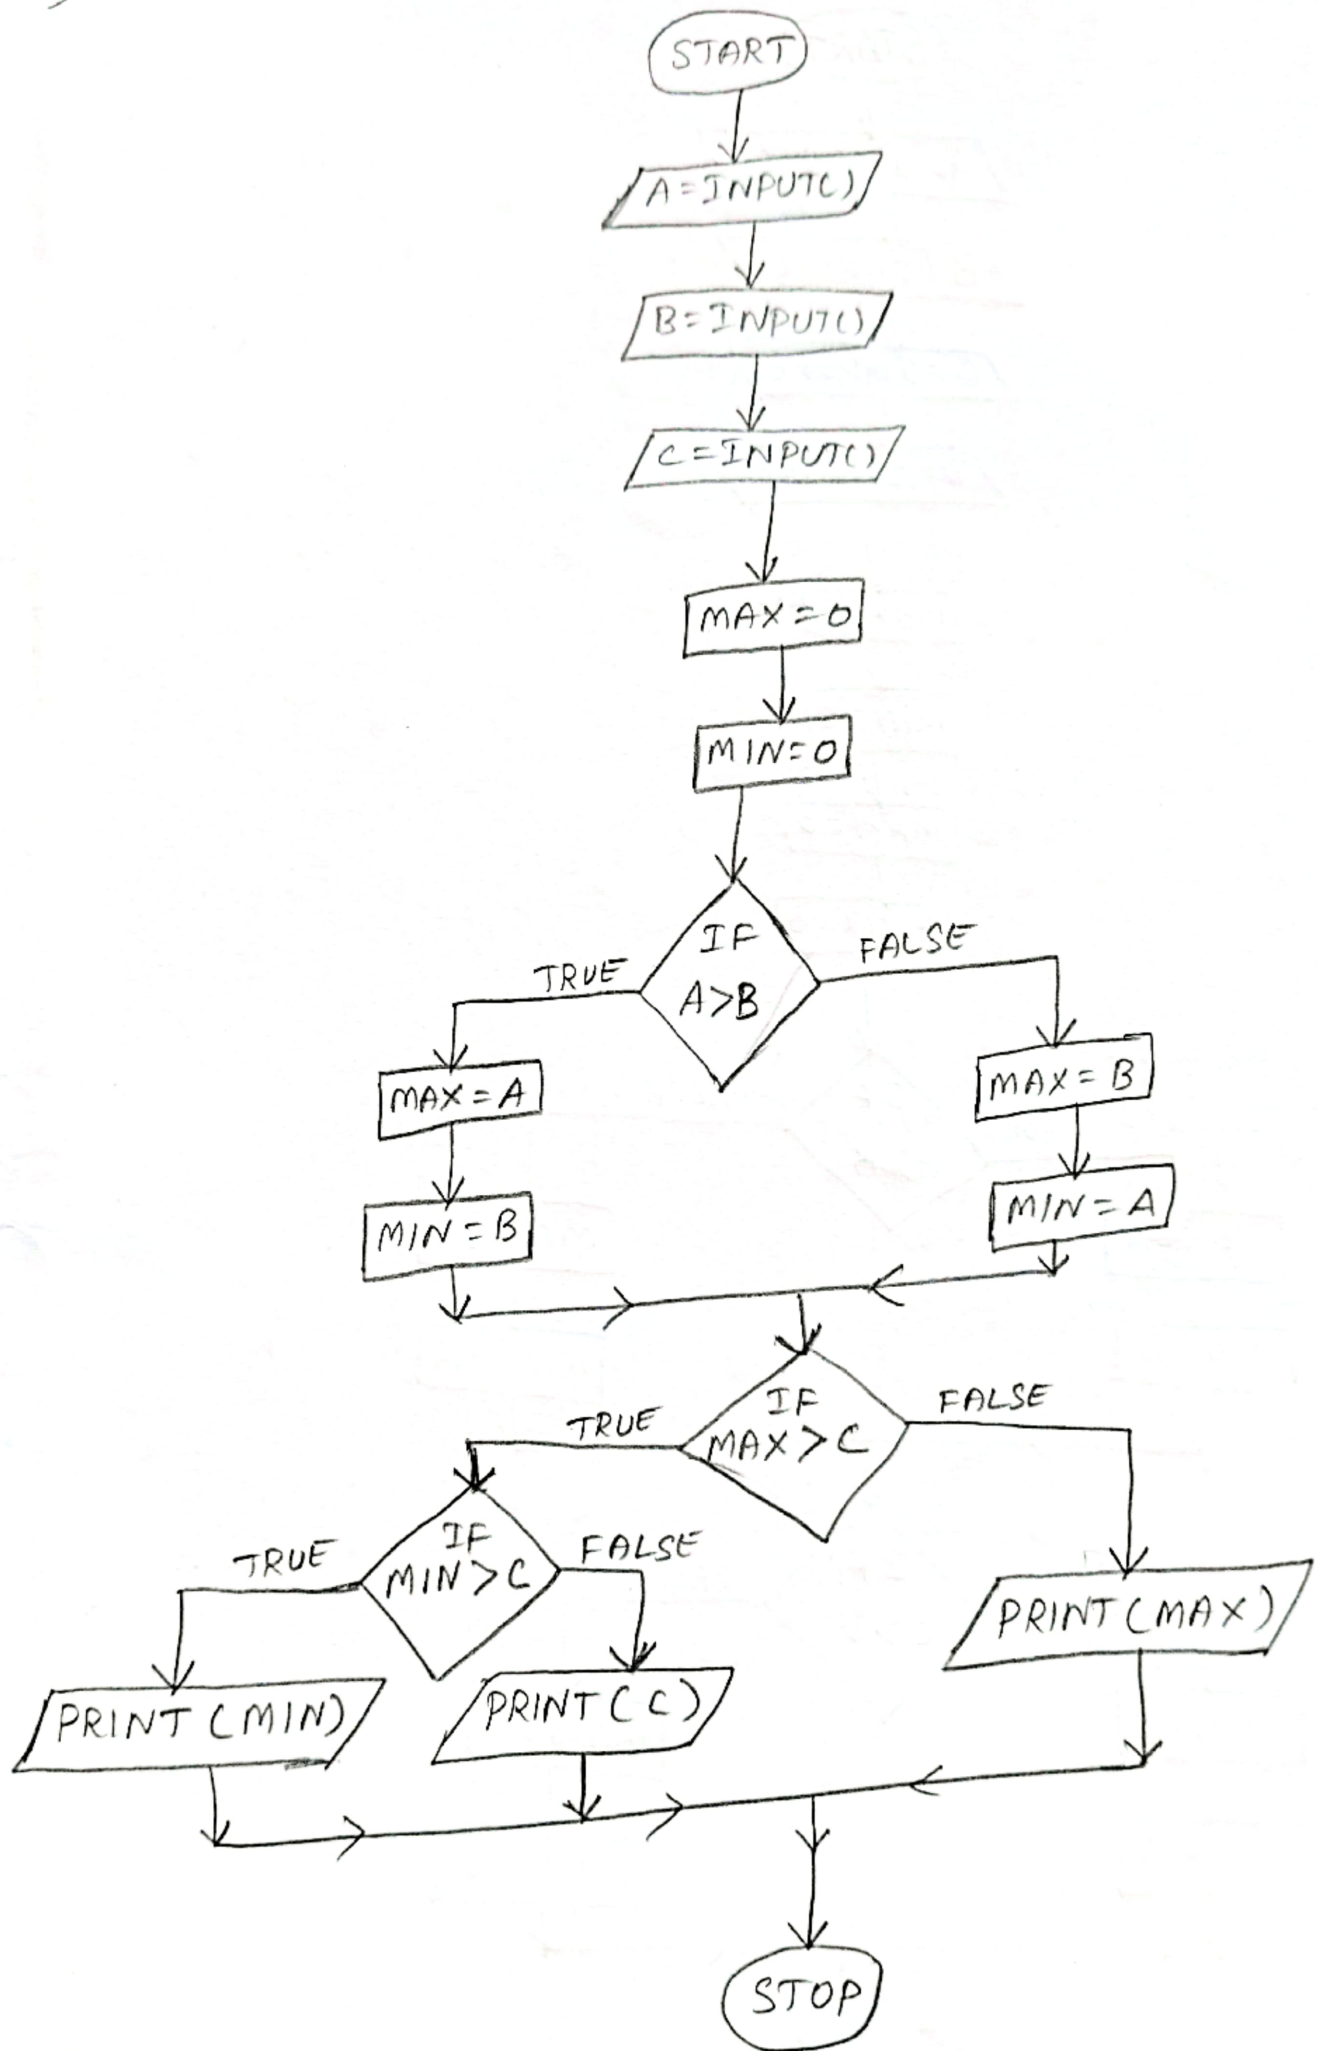 START
A=INPUT()
B=INPUT()
C=INPUT()
MAX=0
MIN=0
IF
A>B
TRUE
FALSE
MAX=A
MIN=B
MAX=B
MIN=A
IF
MAX>C
TRUE
FALSE
IF
MIN>C
TRUE
FALSE
PRINT(MIN)
PRINT(C)
PRINT(MAX)
STOP